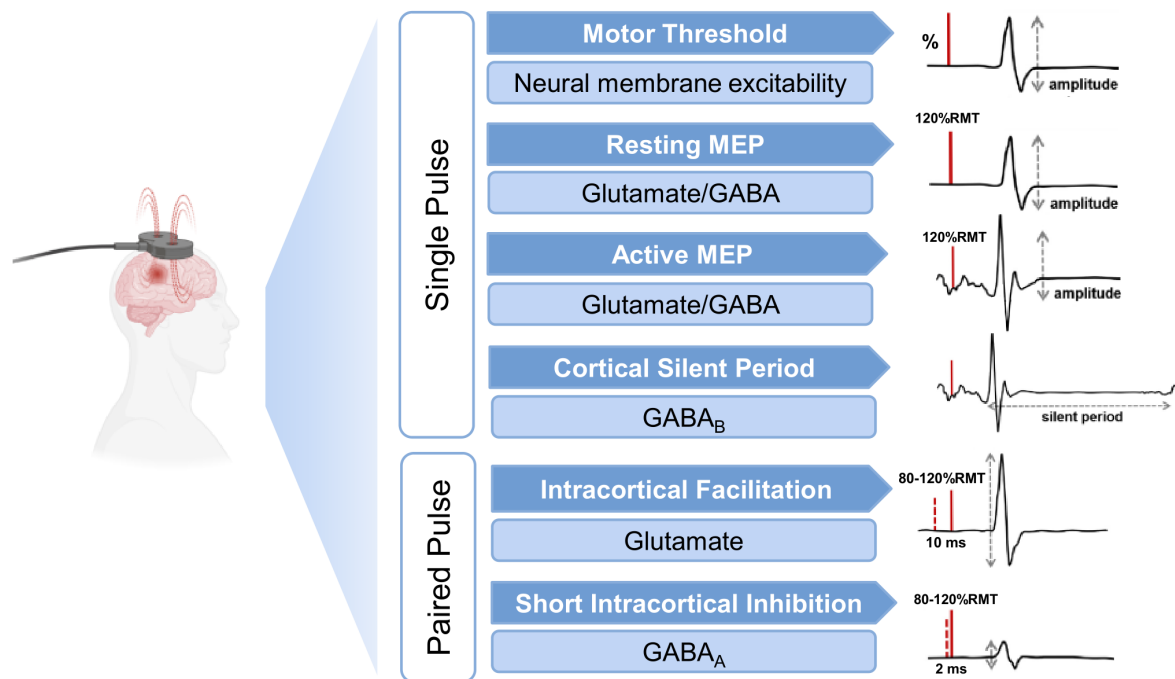 Single Pulse
Motor Threshold
Neural membrane excitability
%
amplitude
Resting MEP
Glutamate/GABA
120%RMT
amplitude
Active MEP
Glutamate/GABA
120%RMT
amplitude
Cortical Silent Period
GABAB
silent period
Paired Pulse
Intracortical Facilitation
Glutamate
80-120%RMT
10 ms
Short Intracortical Inhibition
GABAA
80-120%RMT
2 ms